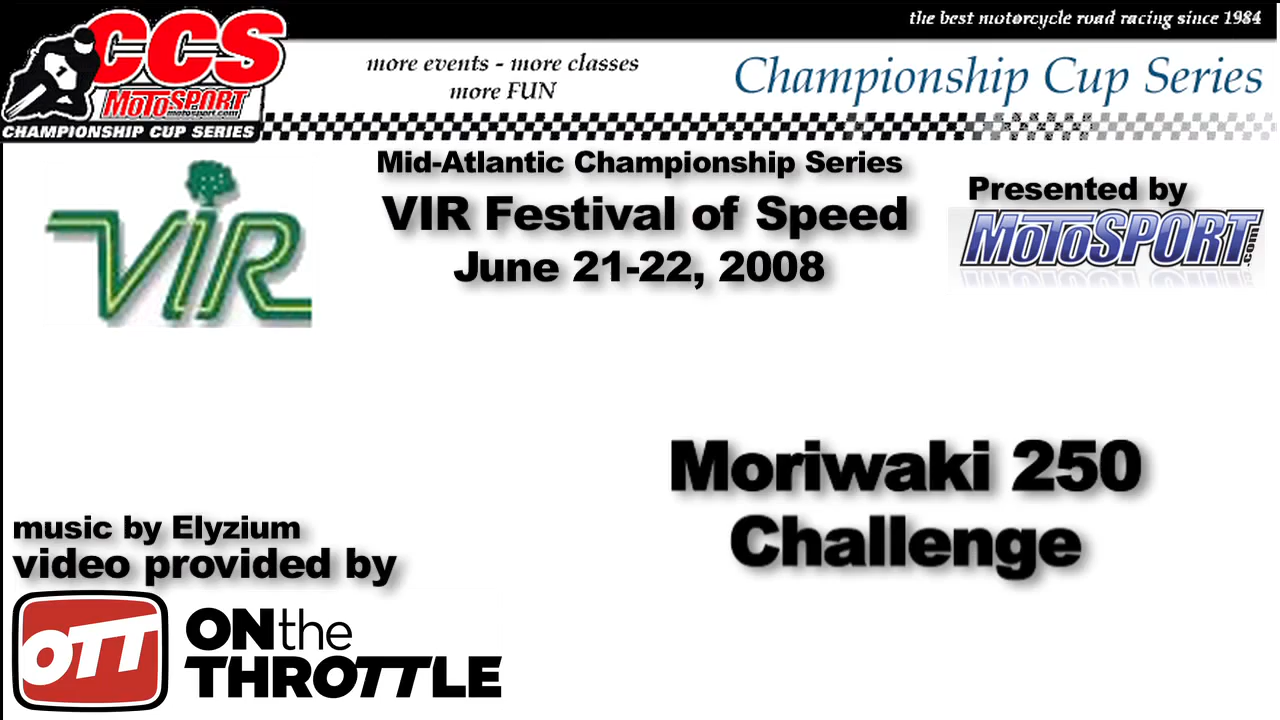 the best motorcycle road racing since 1984
CCS
MOTOSPORT
motosport.com
CHAMPIONSHIP CUP SERIES
more events - more classes
more FUN
Championship Cup Series
VIR
Mid-Atlantic Championship Series
VIR Festival of Speed
June 21-22, 2008
Presented by
MOTOSPORT.com
Moriwaki 250
Challenge
music by Elyzium
video provided by
OTT
ON the
THROTTLE